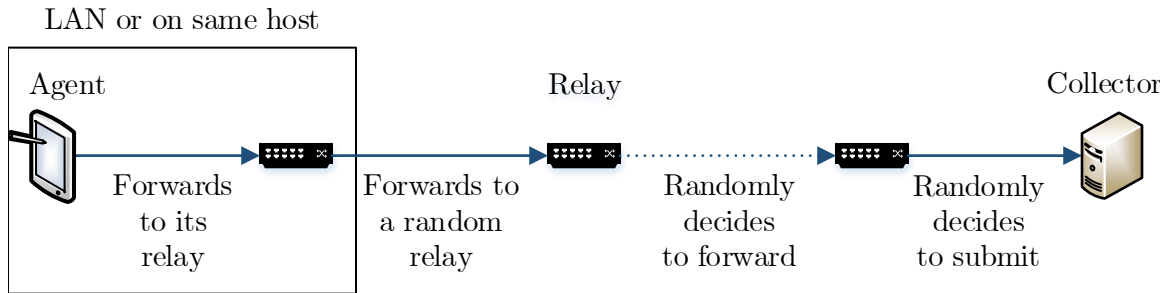 LAN or on same host
Agent
Relay
Collector
Forwards
to its
relay
Forwards to
a random
relay
Randomly
decides
to forward
Randomly
decides
to submit